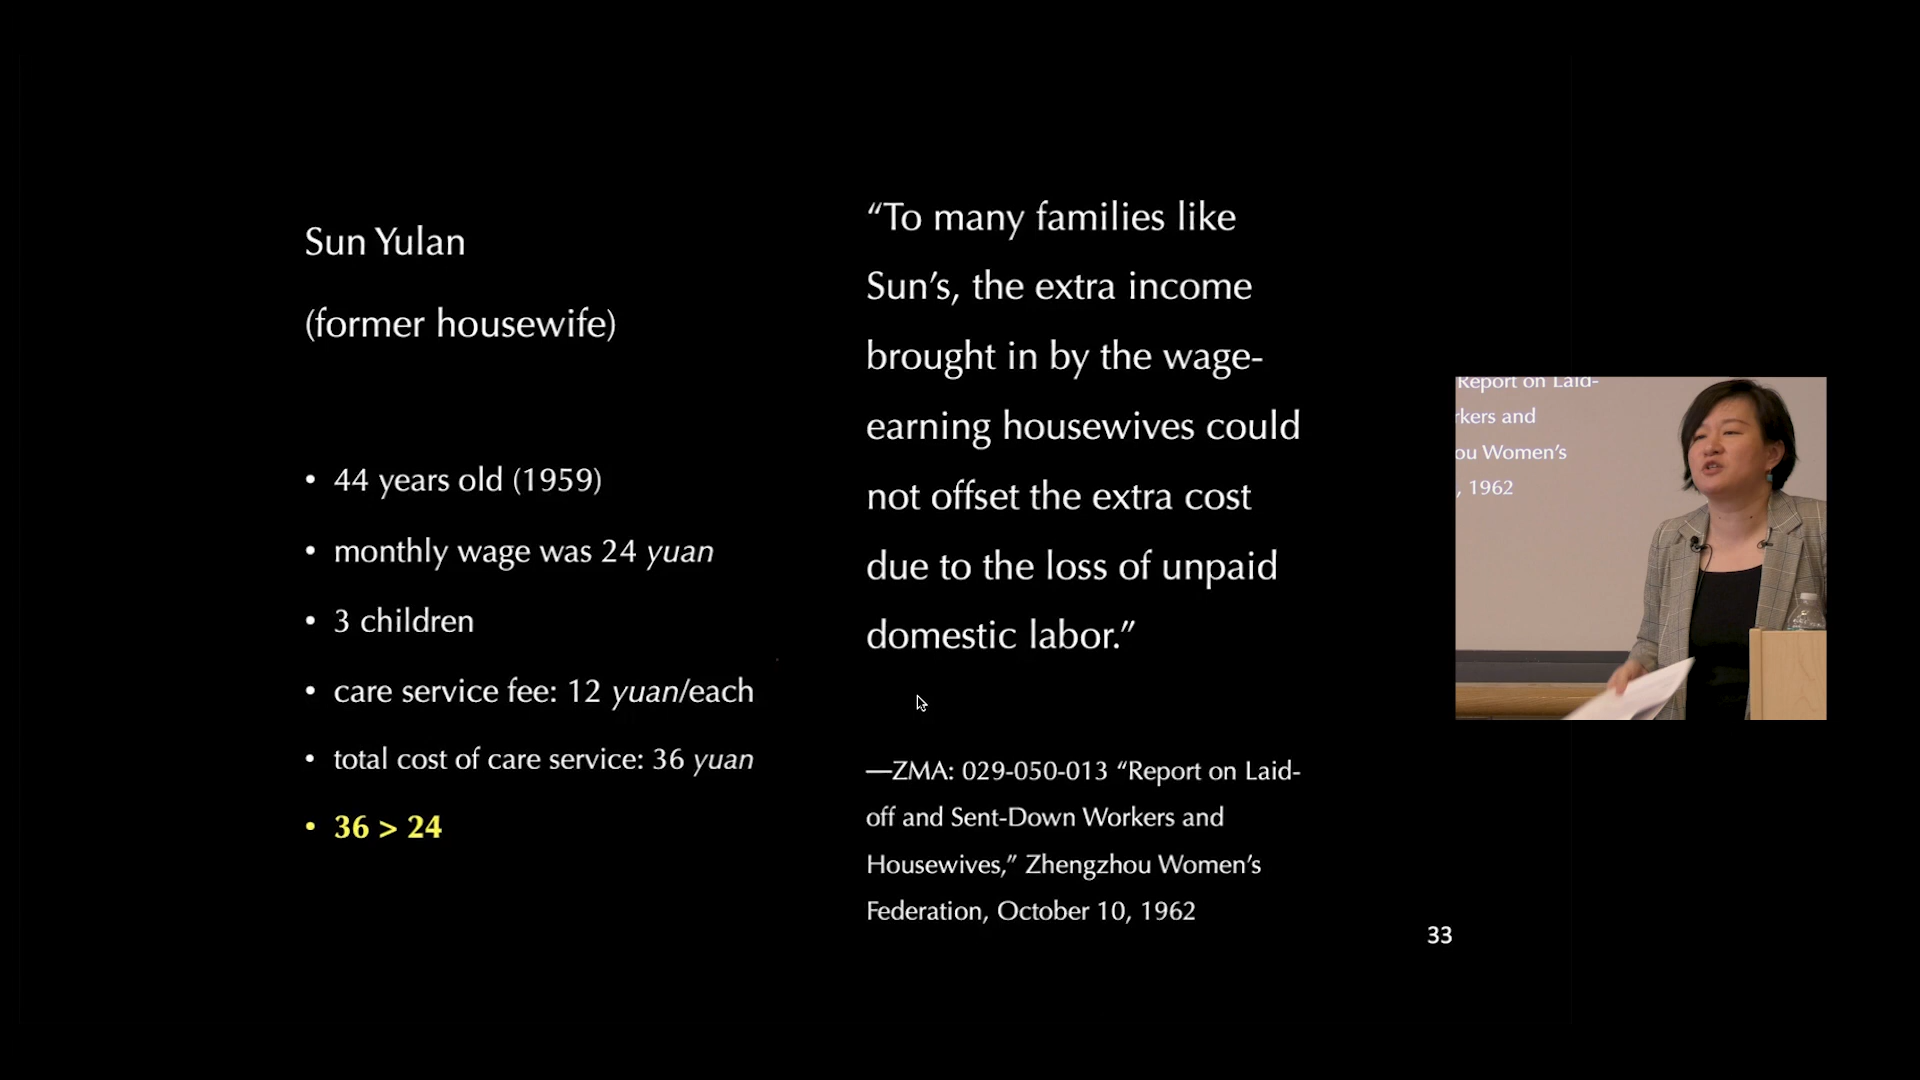 Sun Yulan
(former housewife)
• 44 years old (1959)
• monthly wage was 24 yuan
• 3 children
• care service fee: 12 yuan/each
• total cost of care service: 36 yuan
• 36 > 24
“To many families like
Sun’s, the extra income
brought in by the wage-
earning housewives could
not offset the extra cost
due to the loss of unpaid
domestic labor.”
—ZMA: 029-050-013 “Report on Laid-
off and Sent-Down Workers and
Housewives,” Zhengzhou Women’s
Federation, October 10, 1962
33
Report on Laid-
rkers and
ou Women’s
, 1962